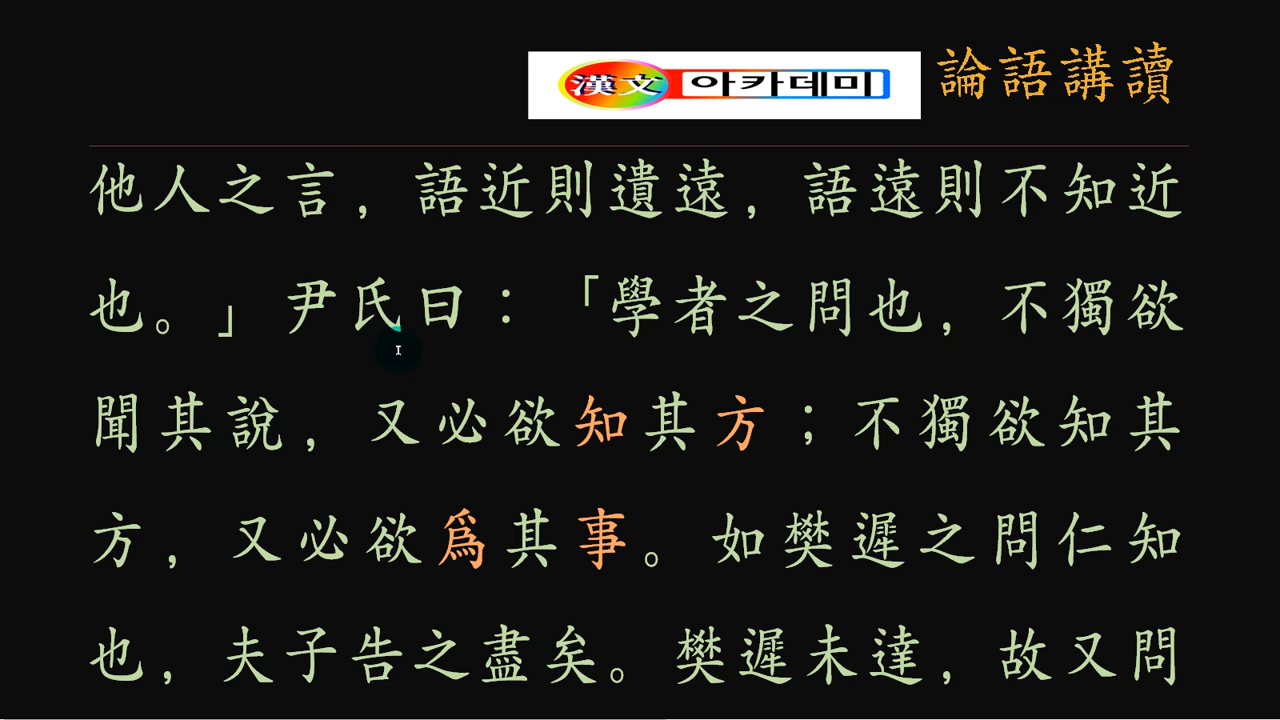 漢文 아카데미
論語講讀
他人之言，語近則遺遠，語遠則不知近
也。」尹氏曰：「學者之問也，不獨欲
聞其說，又必欲知其方；不獨欲知其
方，又必欲爲其事。如樊遲之問仁知
也，夫子告之盡矣。樊遲未達，故又問